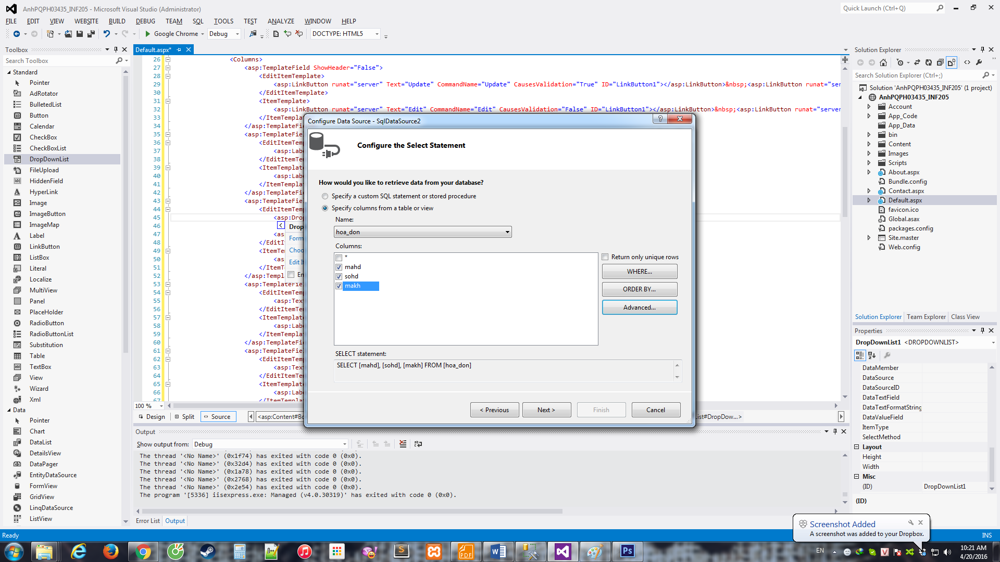 AnhPQPH03435_INF205 - Microsoft Visual Studio (Administrator)
Quick Launch (Ctrl+Q)
FILE EDIT VIEW WEBSITE BUILD DEBUG TEAM SQL TOOLS TEST ANALYZE WINDOW HELP
Google Chrome Debug DOCTYPE: HTML5
Toolbox
Search Toolbox
Standard
Pointer
AdRotator
BulletedList
Button
Calendar
CheckBox
CheckBoxList
DropDownList
FileUpload
HiddenField
HyperLink
Image
ImageButton
ImageMap
Label
LinkButton
ListBox
Literal
Localize
MultiView
Panel
PlaceHolder
RadioButton
RadioButtonList
Substitution
Table
TextBox
View
Wizard
Xml
Data
Pointer
Chart
DataList
DetailsView
DataPager
EntityDataSource
FormView
GridView
LinqDataSource
ListView
Default.aspx*
26 <Columns>
27 <asp:TemplateField ShowHeader="False">
28 <EditItemTemplate>
29 <asp:LinkButton runat="server" Text="Update" CommandName="Update" CausesValidation="True" ID="LinkButton1"></asp:LinkButton>&nbsp;<asp:LinkButton runat="ser
30 </EditItemTemplate>
31 <ItemTemplate>
32 <asp:LinkButton runat="server" Text="Edit" CommandName="Edit" CausesValidation="False" ID="LinkButton1"></asp:LinkButton>&nbsp;<asp:LinkButton runat="server
33 </ItemTem
34 </asp:TemplateF
35 <asp:TemplateFi
36 <EditItemTe
37 <asp:La
38 </EditItemT
39 <ItemTemplat
40 <asp:Lab
41 </ItemTempl
42 </asp:TemplateFi
43 <asp:TemplateFi
44 <EditItemTe
45 <asp:Drop
46 Drop
47 <as
48 </EditI
49 <ItemTe
50 <as
51 </ItemT
52 </asp:Templ
53 <asp:TemplateFi
54 <EditItemTe
55 <asp:Tex
56 </EditItemT
57 <ItemTemplate
58 <asp:Lab
59 </ItemTempl
60 </asp:TemplateFi
61 <asp:TemplateFi
62 <EditItemTe
63 <asp:Tex
64 </EditItemT
65 <ItemTemplate
66 <asp:Lab
67 </ItemTempl
Form
Choo
Edit It
En
100 %
Design Split Source <asp:Content#Bo
ist#DropDow...>
Configure Data Source - SqlDataSource2
Configure the Select Statement
How would you like to retrieve data from your database?
Specify a custom SQL statement or stored procedure
Specify columns from a table or view
Name:
hoa_don
Columns:
*
mahd
sohd
makh
Return only unique rows
WHERE...
ORDER BY...
Advanced...
SELECT statement:
SELECT [mahd], [sohd], [makh] FROM [hoa_don]
< Previous Next > Finish Cancel
Output
Show output from: Debug
The thread '<No Name>' (0x1f74) has exited with code 0 (0x0).
The thread '<No Name>' (0x32d4) has exited with code 0 (0x0).
The thread '<No Name>' (0x1a78) has exited with code 0 (0x0).
The thread '<No Name>' (0x2768) has exited with code 0 (0x0).
The thread '<No Name>' (0x2e54) has exited with code 0 (0x0).
The program '[5336] iisexpress.exe: Managed (v4.0.30319)' has exited with code 0 (0x0).
Error List Output
Solution Explorer
Search Solution Explorer (Ctrl+;)
Solution 'AnhPQPH03435_INF205' (1 project)
AnhPQPH03435_INF205
Account
App_Code
App_Data
bin
Content
Images
Scripts
About.aspx
Bundle.config
Contact.aspx
Default.aspx
favicon.ico
Global.asax
packages.config
Site.master
Web.config
Solution Explorer Team Explorer Class View
Properties
DropDownList1 <DROPDOWNLIST>
DataMember
DataSource
DataSourceID
DataTextField
DataTextFormatString
DataValueField
ItemType
SelectMethod
Layout
Height
Width
Misc
(ID) DropDownList1
(ID)
Screenshot Added
A screenshot was added to your Dropbox.
Ready
INS
EN
10:21 AM
4/20/2016